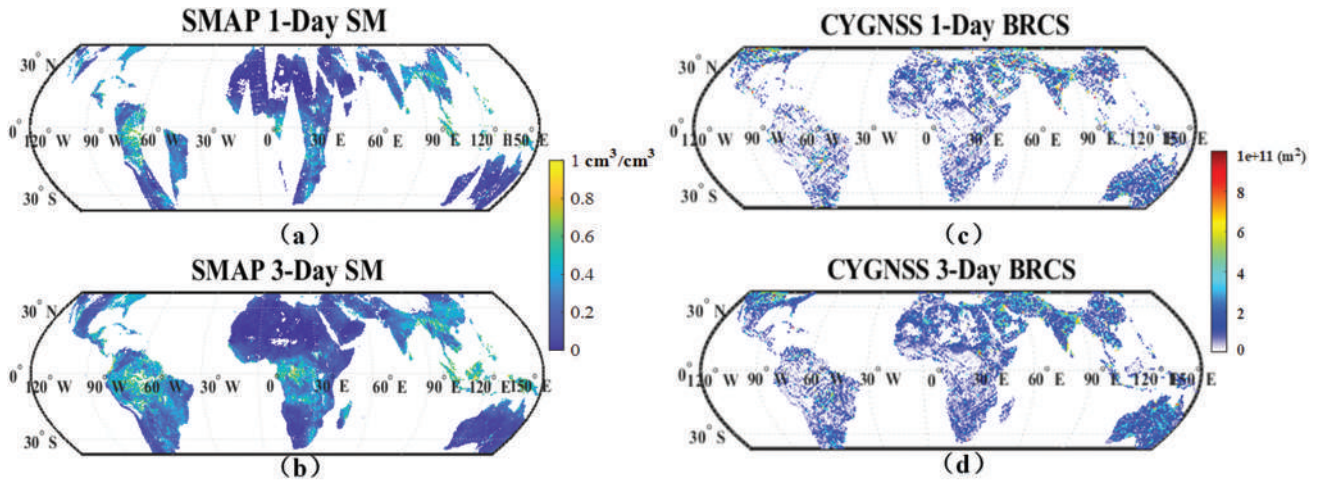 SMAP 1-Day SM
30° N
0°
120° W 90° W 60° W 30° W 0° 30° E 60° E 90° E 120° E 150° E
30° S
(a)
SMAP 3-Day SM
30° N
0°
120° W 90° W 60° W 30° W 0° 30° E 60° E 90° E 120° E 150° E
30° S
(b)
1 cm³/cm³
0.8
0.6
0.4
0.2
0
CYGNSS 1-Day BRCS
30° N
0°
120° W 90° W 60° W 30° W 0° 30° E 60° E 90° E 120° E 150° E
30° S
(c)
CYGNSS 3-Day BRCS
30° N
0°
120° W 90° W 60° W 30° W 0° 30° E 60° E 90° E 120° E 150° E
30° S
(d)
1e+11 (m²)
8
6
4
2
0